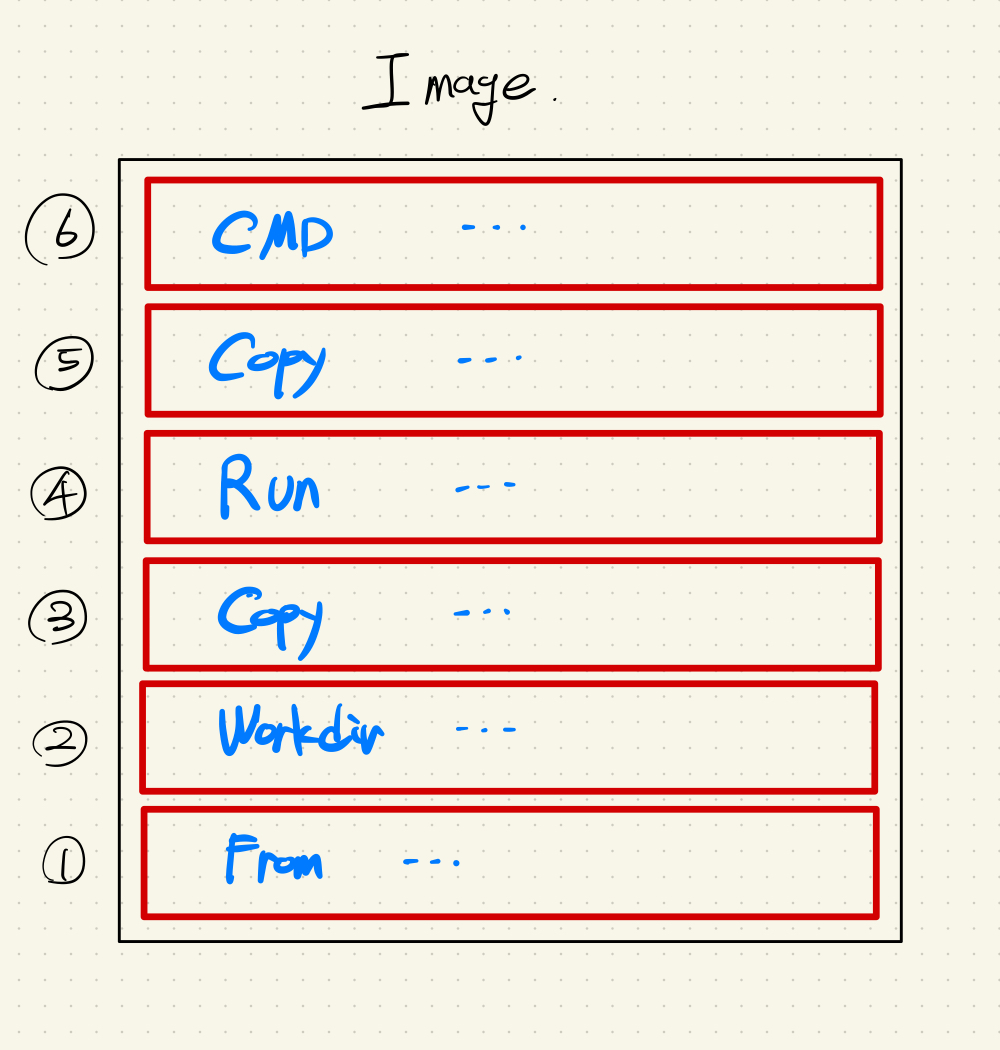 Image.
⑥ CMD ---
⑤ Copy ---
④ Run ---
③ Copy ---
② Workdir ---
① From ---